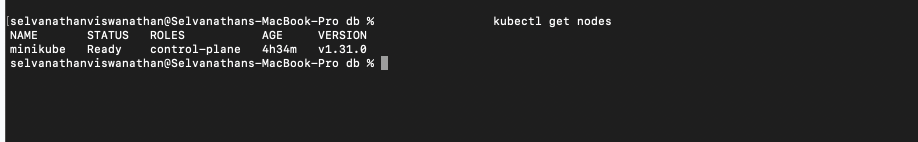 [selvanathanviswanathan@Selvanathans-MacBook-Pro db % kubectl get nodes
NAME STATUS ROLES AGE VERSION
minikube Ready control-plane 4h34m v1.31.0
selvanathanviswanathan@Selvanathans-MacBook-Pro db %